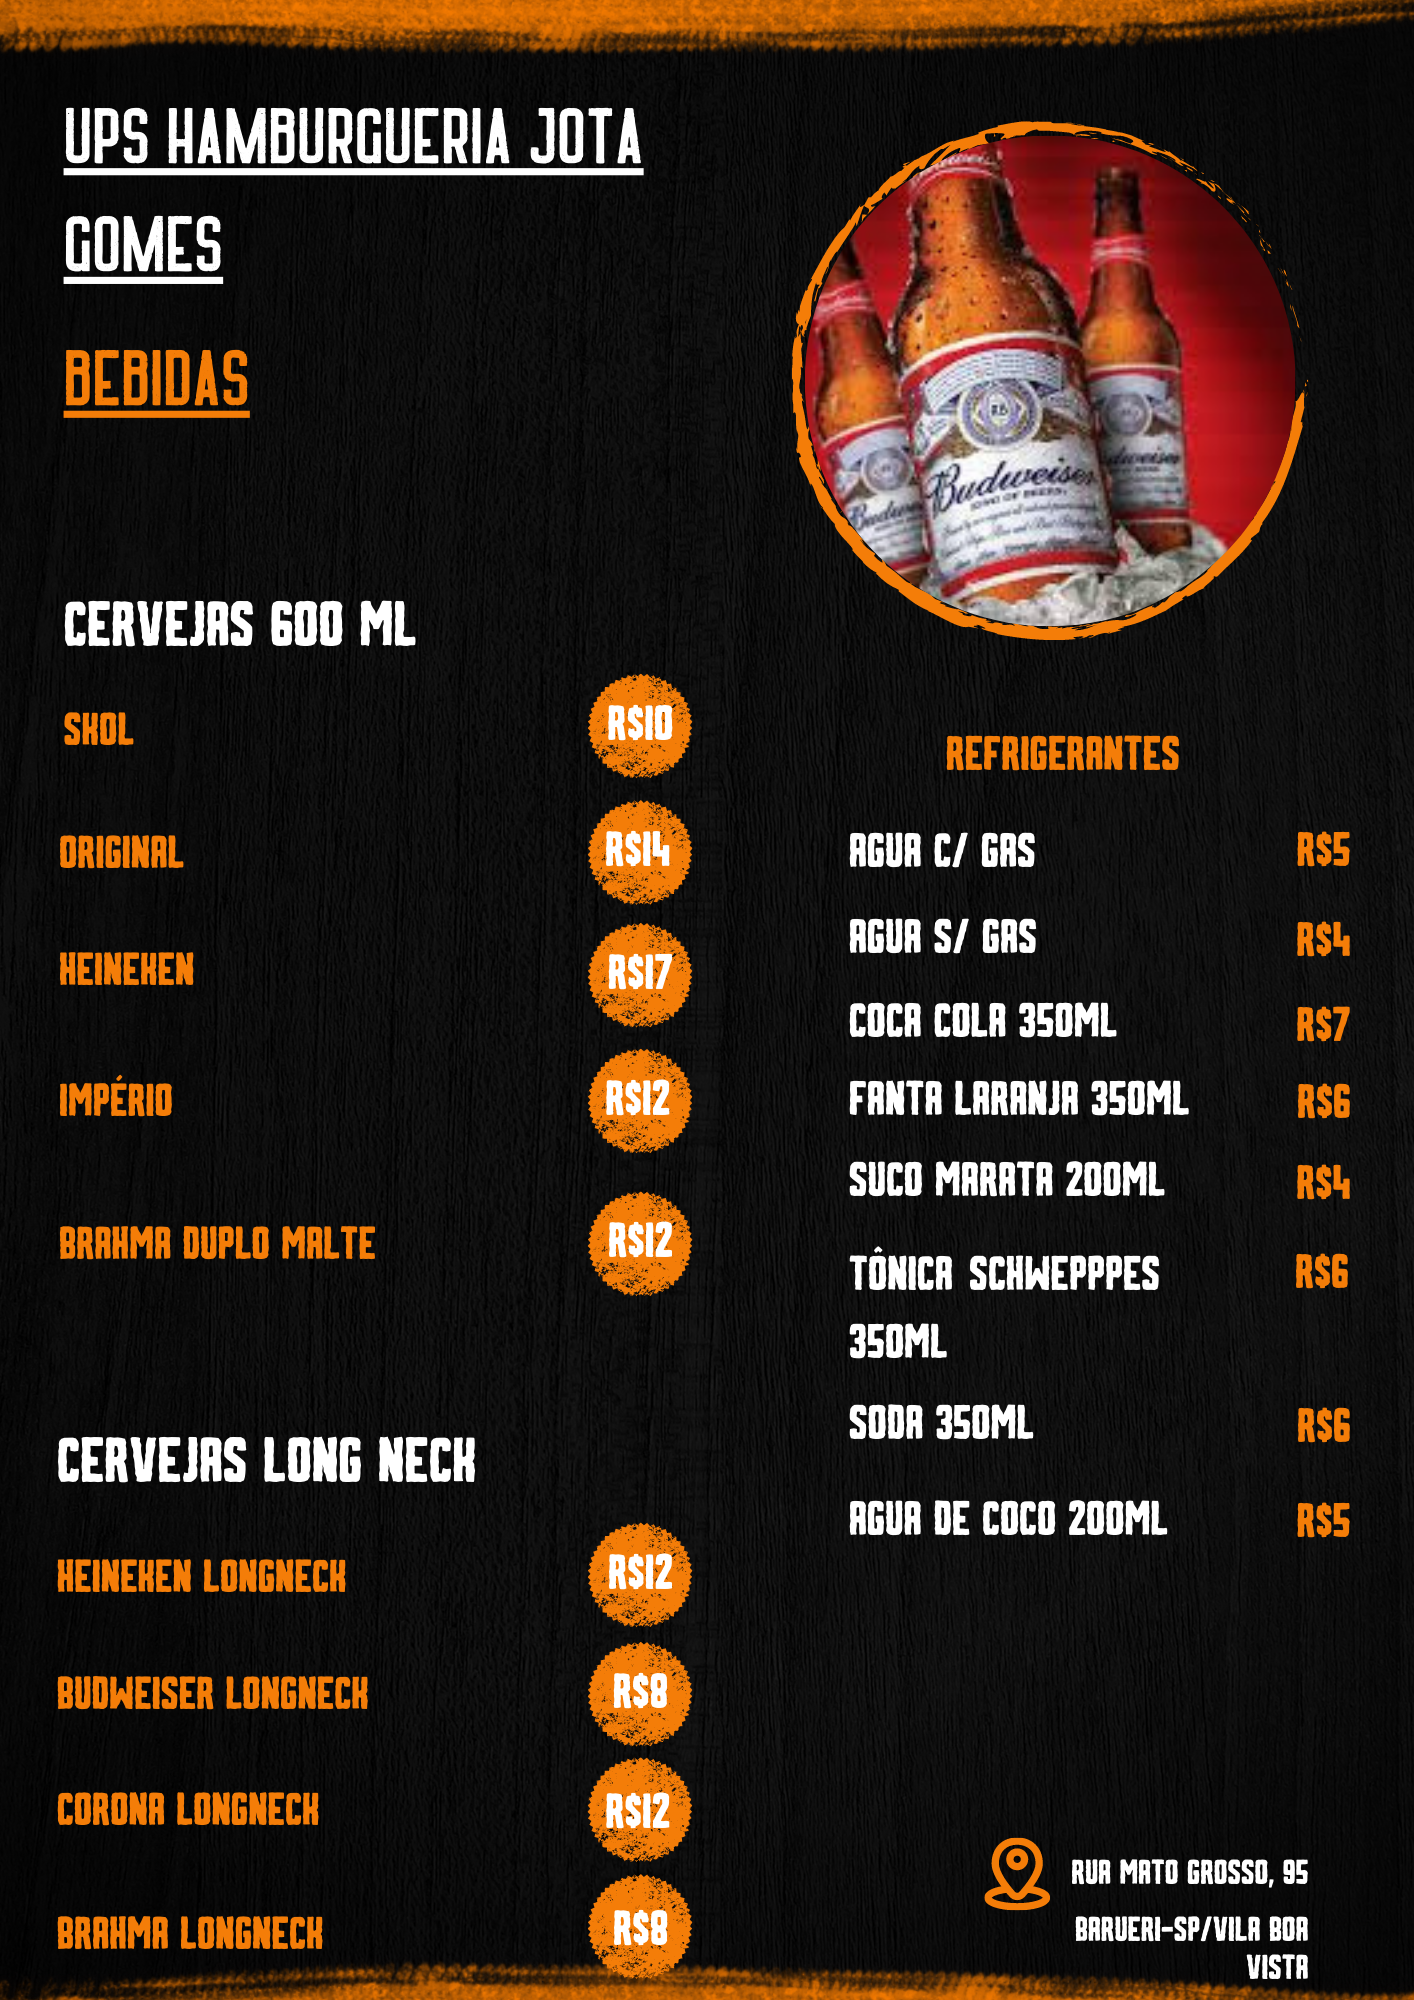 UPS HAMBURGUERIA JOTA
GOMES
BEBIDAS
CERVEJAS 600 ML
SKOL R$10
ORIGINAL R$14
HEINEKEN R$17
IMPÉRIO R$12
BRAHMA DUPLO MALTE R$12
CERVEJAS LONG NECK
HEINEKEN LONGNECK R$12
BUDWEISER LONGNECK R$8
CORONA LONGNECK R$12
BRAHMA LONGNECK R$8
Budweiser
KING OF BEERS
Budweiser
REFRIGERANTES
AGUA C/ GAS R$5
AGUA S/ GAS R$4
COCA COLA 350ML R$7
FANTA LARANJA 350ML R$6
SUCO MARATA 200ML R$4
TÔNICA SCHWEPPPES R$6
350ML
SODA 350ML R$6
AGUA DE COCO 200ML R$5
RUA MATO GROSSO, 95
BARUERI-SP/VILA BOA
VISTA